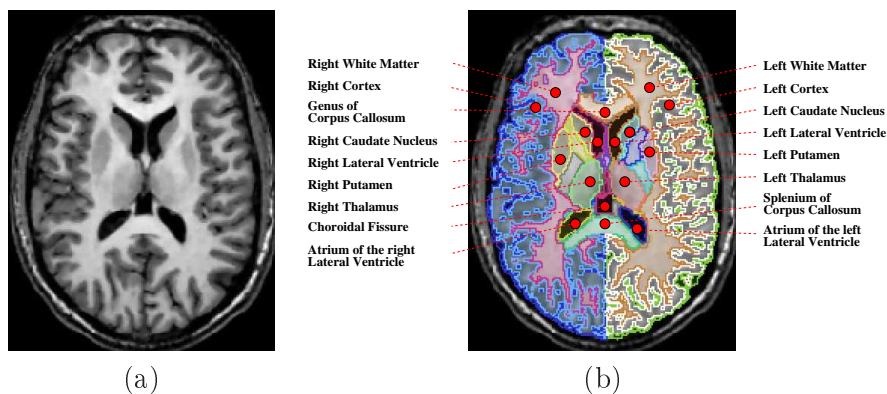 Right White Matter
Right Cortex
Genus of
Corpus Callosum
Right Caudate Nucleus
Right Lateral Ventricle
Right Putamen
Right Thalamus
Choroidal Fissure
Atrium of the right
Lateral Ventricle
Left White Matter
Left Cortex
Left Caudate Nucleus
Left Lateral Ventricle
Left Putamen
Left Thalamus
Splenium of
Corpus Callosum
Atrium of the left
Lateral Ventricle
(a)
(b)